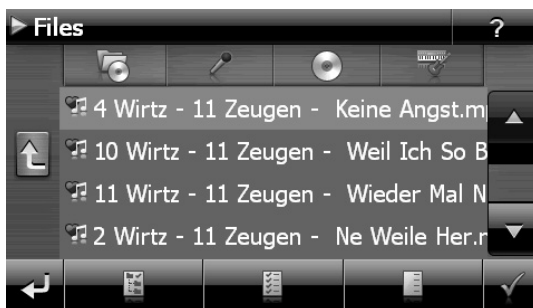 Files ?
4 Wirtz - 11 Zeugen - Keine Angst.m
10 Wirtz - 11 Zeugen - Weil Ich So B
11 Wirtz - 11 Zeugen - Wieder Mal N
2 Wirtz - 11 Zeugen - Ne Weile Her.